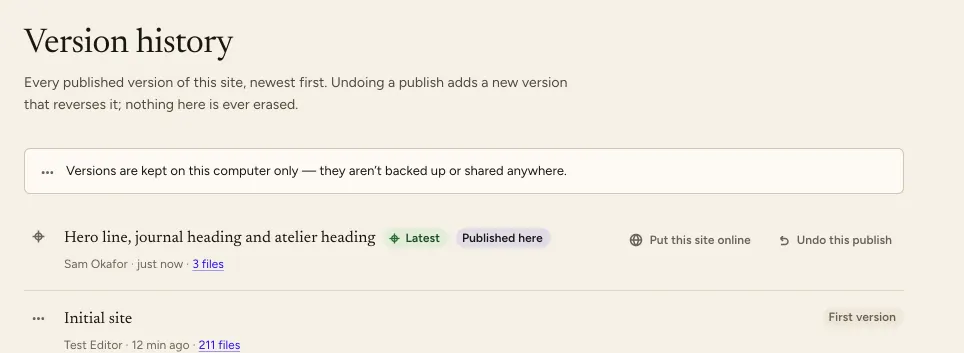 Version history
Every published version of this site, newest first. Undoing a publish adds a new version
that reverses it; nothing here is ever erased.
Versions are kept on this computer only — they aren’t backed up or shared anywhere.
Hero line, journal heading and atelier heading Latest Published here Put this site online Undo this publish
Sam Okafor · just now · 3 files
Initial site First version
Test Editor · 12 min ago · 211 files